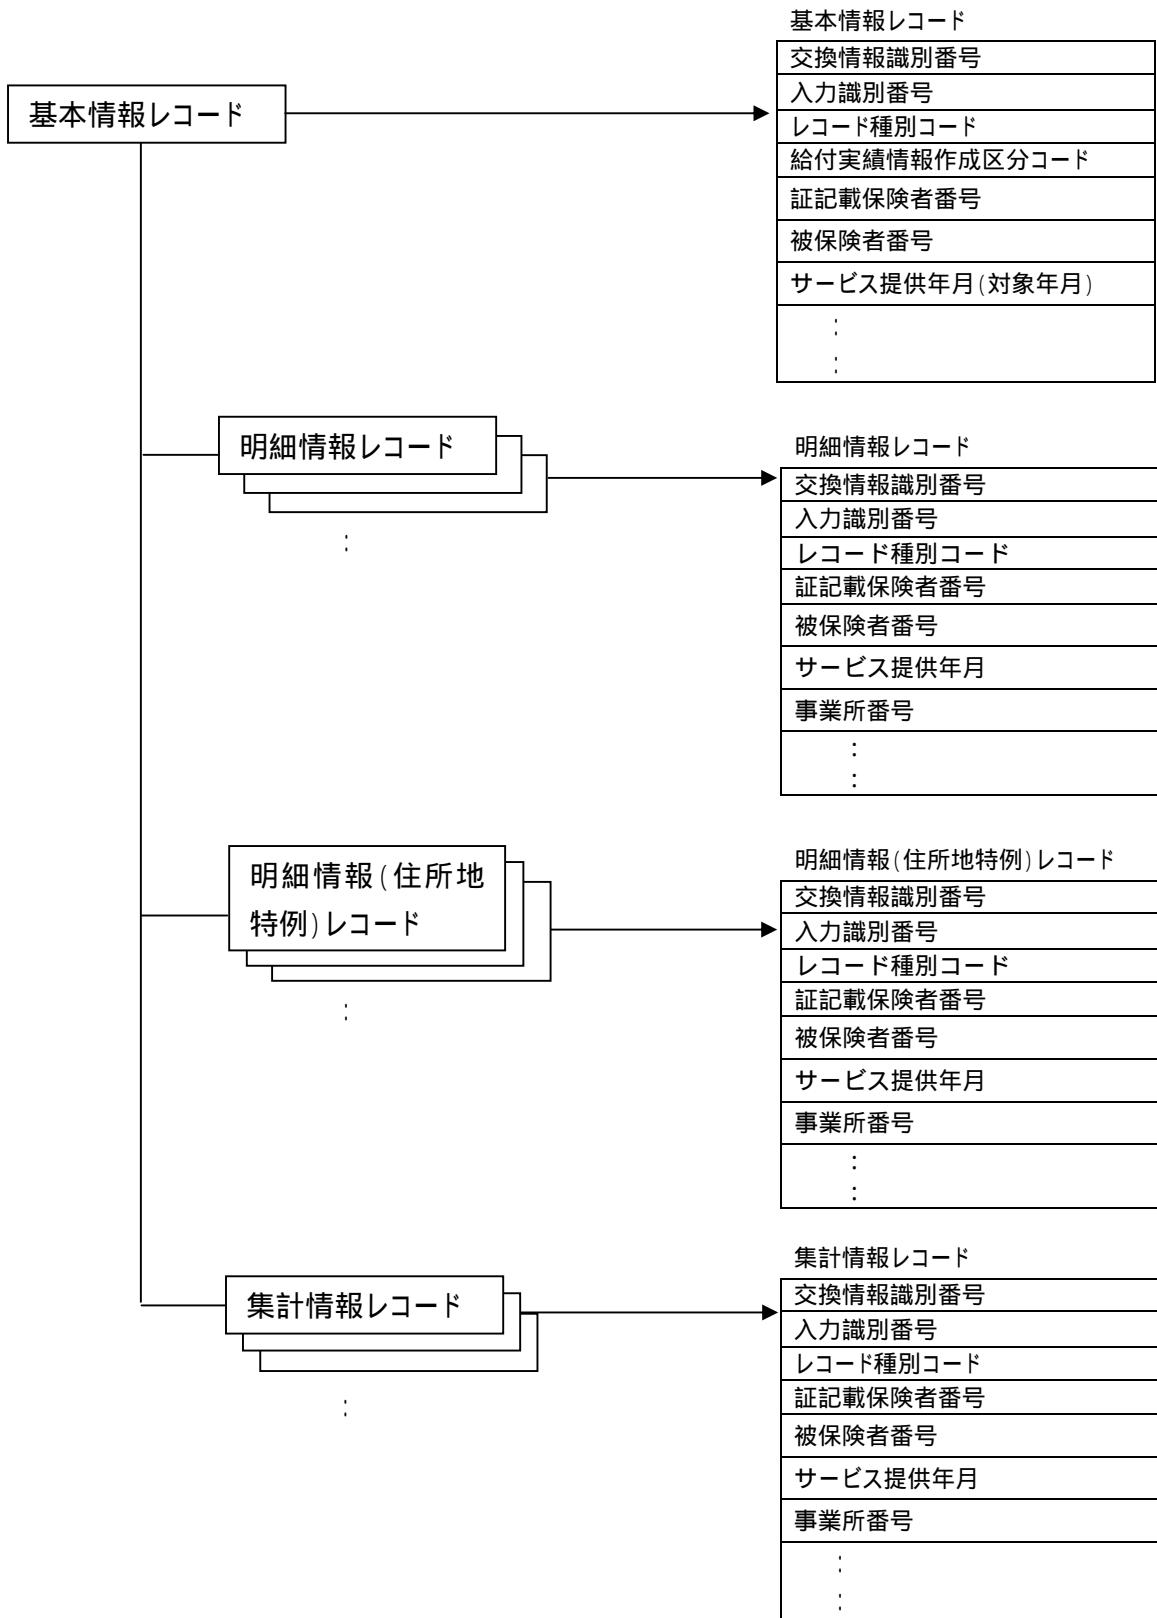 基本情報レコード
基本情報レコード
交換情報識別番号
入力識別番号
レコード種別コード
給付実績情報作成区分コード
証記載保険者番号
被保険者番号
サービス提供年月(対象年月)
:
:
明細情報レコード
:
明細情報レコード
交換情報識別番号
入力識別番号
レコード種別コード
証記載保険者番号
被保険者番号
サービス提供年月
事業所番号
:
:
明細情報(住所地
特例)レコード
:
明細情報(住所地特例)レコード
交換情報識別番号
入力識別番号
レコード種別コード
証記載保険者番号
被保険者番号
サービス提供年月
事業所番号
:
:
集計情報レコード
:
集計情報レコード
交換情報識別番号
入力識別番号
レコード種別コード
証記載保険者番号
被保険者番号
サービス提供年月
事業所番号
:
: